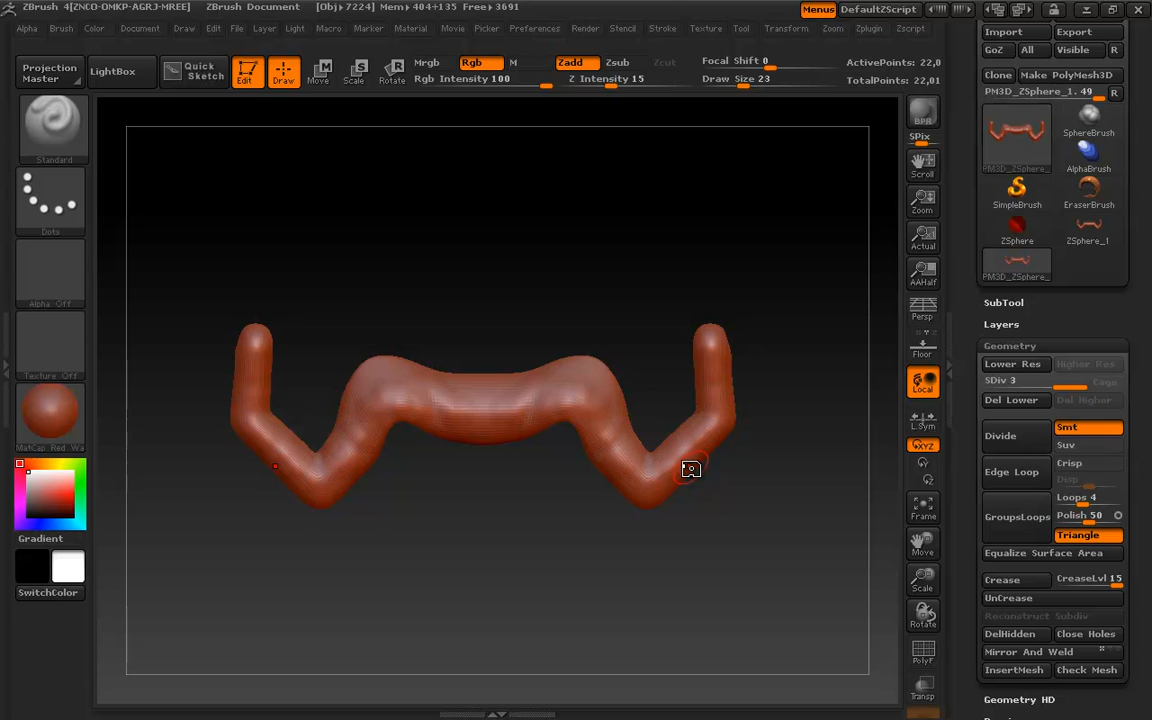 ZBrush 4[ZNCO-OMKP-AGRJ-MREE] ZBrush Document [Obj▸7224] Mem▸404+135 Free▸3691 Menus DefaultZScript
Alpha Brush Color Document Draw Edit File Layer Light Macro Marker Material Movie Picker Preferences Render Stencil Stroke Texture Tool Transform Zoom Zplugin Zscript
Projection Master
LightBox
Quick Sketch
Edit
Draw
Move
Scale
Rotate
Mrgb Rgb M
Rgb Intensity 100
Zadd Zsub Zcut
Z Intensity 15
Focal Shift 0
Draw Size 23
ActivePoints: 22,0
TotalPoints: 22,01
Standard
Dots
Alpha Off
Texture Off
MatCap Red Wa
Gradient
SwitchColor
BPR
SPix
Scroll
Zoom
Actual
AAHalf
Persp
Floor
Local
L.Sym
XYZ
Frame
Move
Scale
Rotate
PolyF
Transp
Import Export
GoZ All Visible R
Clone Make PolyMesh3D
PM3D_ZSphere_1. 49 R
PM3D_ZSphere_
SphereBrush
AlphaBrush
SimpleBrush EraserBrush
ZSphere ZSphere_1
PM3D_ZSphere_
SubTool
Layers
Geometry
Lower Res Higher Res
SDiv 3 Cage
Del Lower Del Higher
Divide Smt
Suv
Edge Loop Crisp
Disp
GroupsLoops Loops 4
Polish 50
Triangle
Equalize Surface Area
Crease CreaseLvl 15
UnCrease
Reconstruct Subdiv
DelHidden Close Holes
Mirror And Weld
InsertMesh Check Mesh
Geometry HD